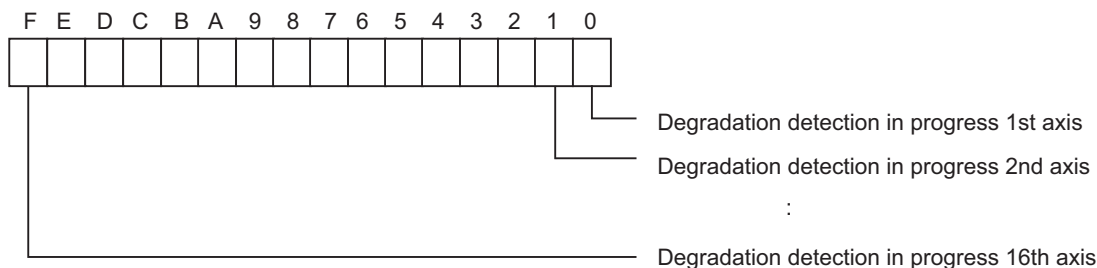 F E D C B A 9 8 7 6 5 4 3 2 1 0
Degradation detection in progress 1st axis
Degradation detection in progress 2nd axis
:
Degradation detection in progress 16th axis